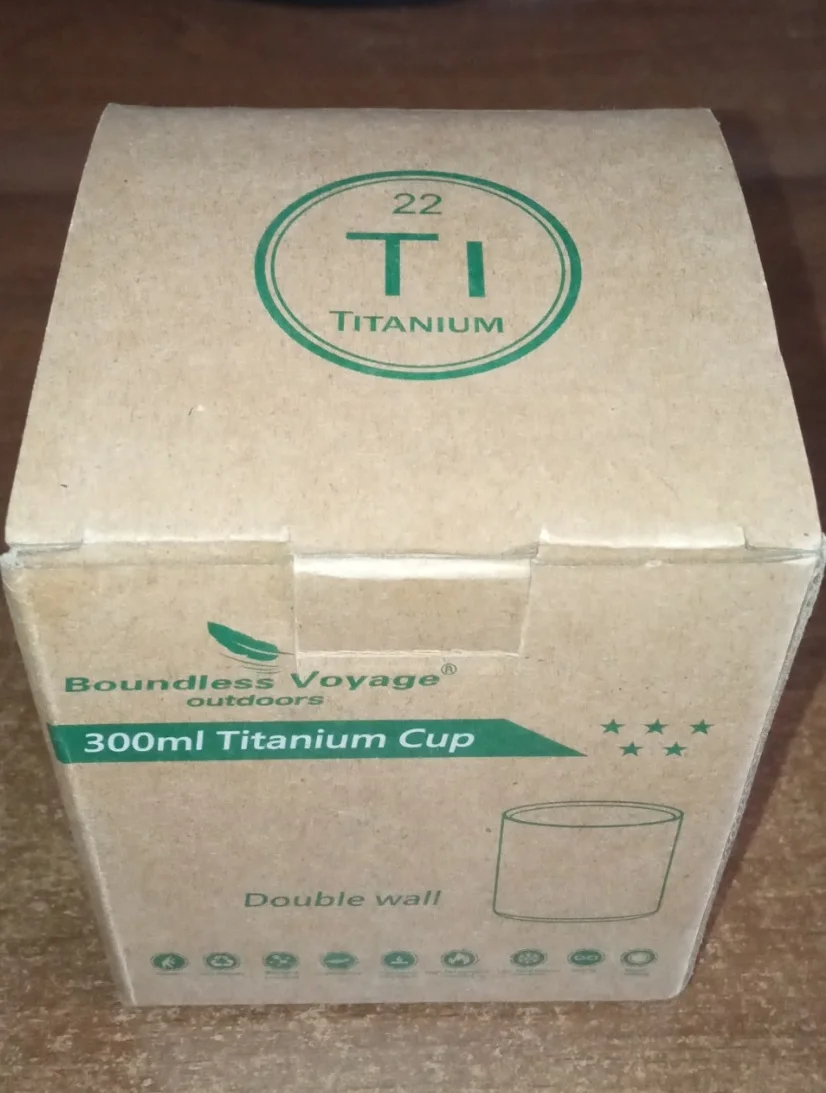 22
TI
TITANIUM
Boundless Voyage®
outdoors
300ml Titanium Cup
Double wall